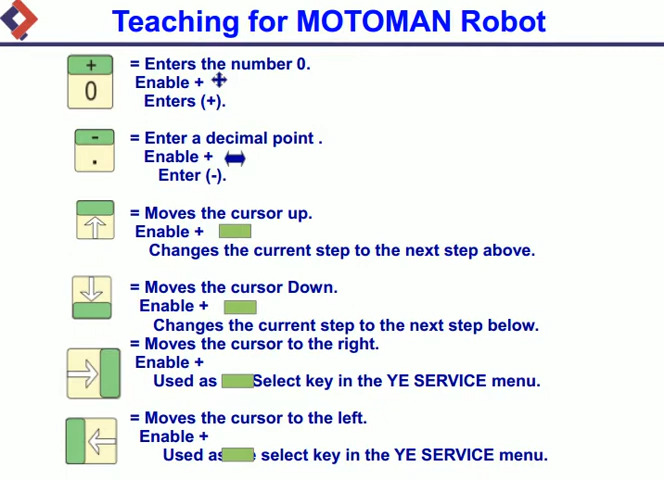 Teaching for MOTOMAN Robot
+
0
= Enters the number 0.
Enable +
Enters (+).
-
.
= Enter a decimal point .
Enable +
Enter (-).
= Moves the cursor up.
Enable +
Changes the current step to the next step above.
= Moves the cursor Down.
Enable +
Changes the current step to the next step below.
= Moves the cursor to the right.
Enable +
Used as Select key in the YE SERVICE menu.
= Moves the cursor to the left.
Enable +
Used as select key in the YE SERVICE menu.